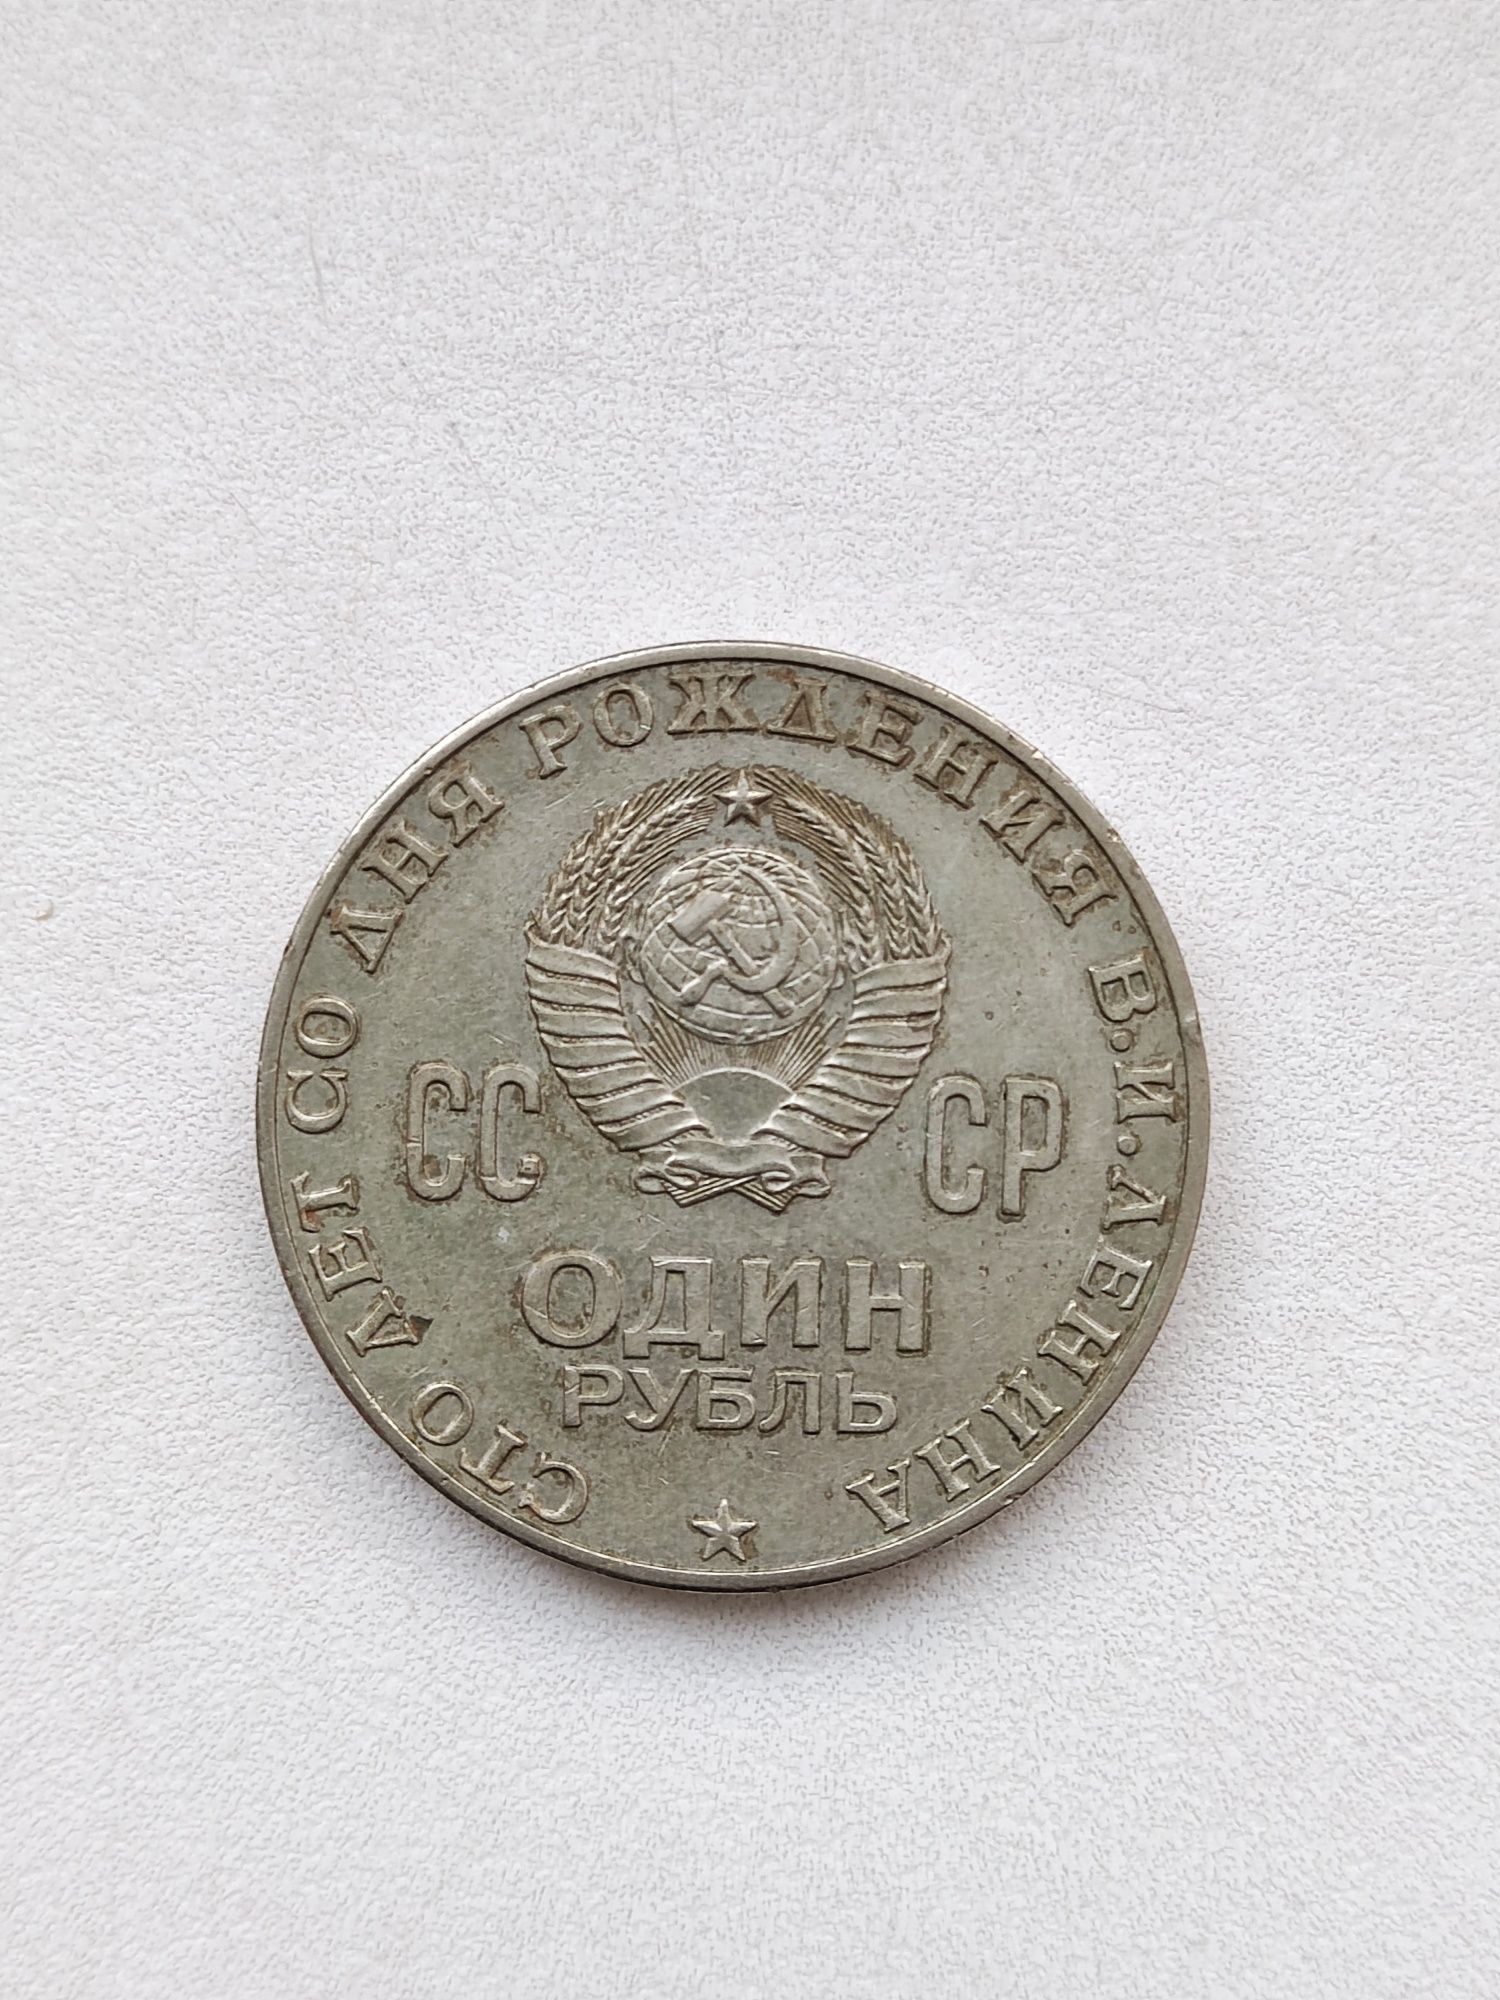 СТО ЛЕТ СО ДНЯ РОЖДЕНИЯ В.И.ЛЕНИНА
СС СР
ОДИН
РУБЛЬ